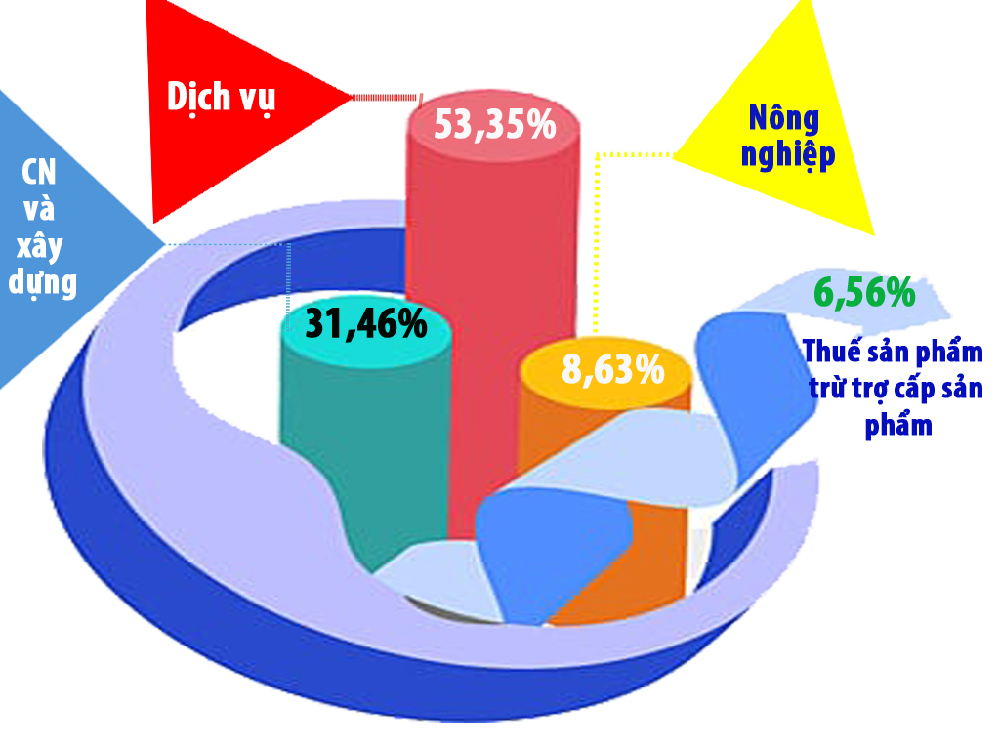 Dịch vụ
53,35%
Nông
nghiệp
CN
và
xây
dựng
31,46%
8,63%
6,56%
Thuế sản phẩm
trừ trợ cấp sản
phẩm